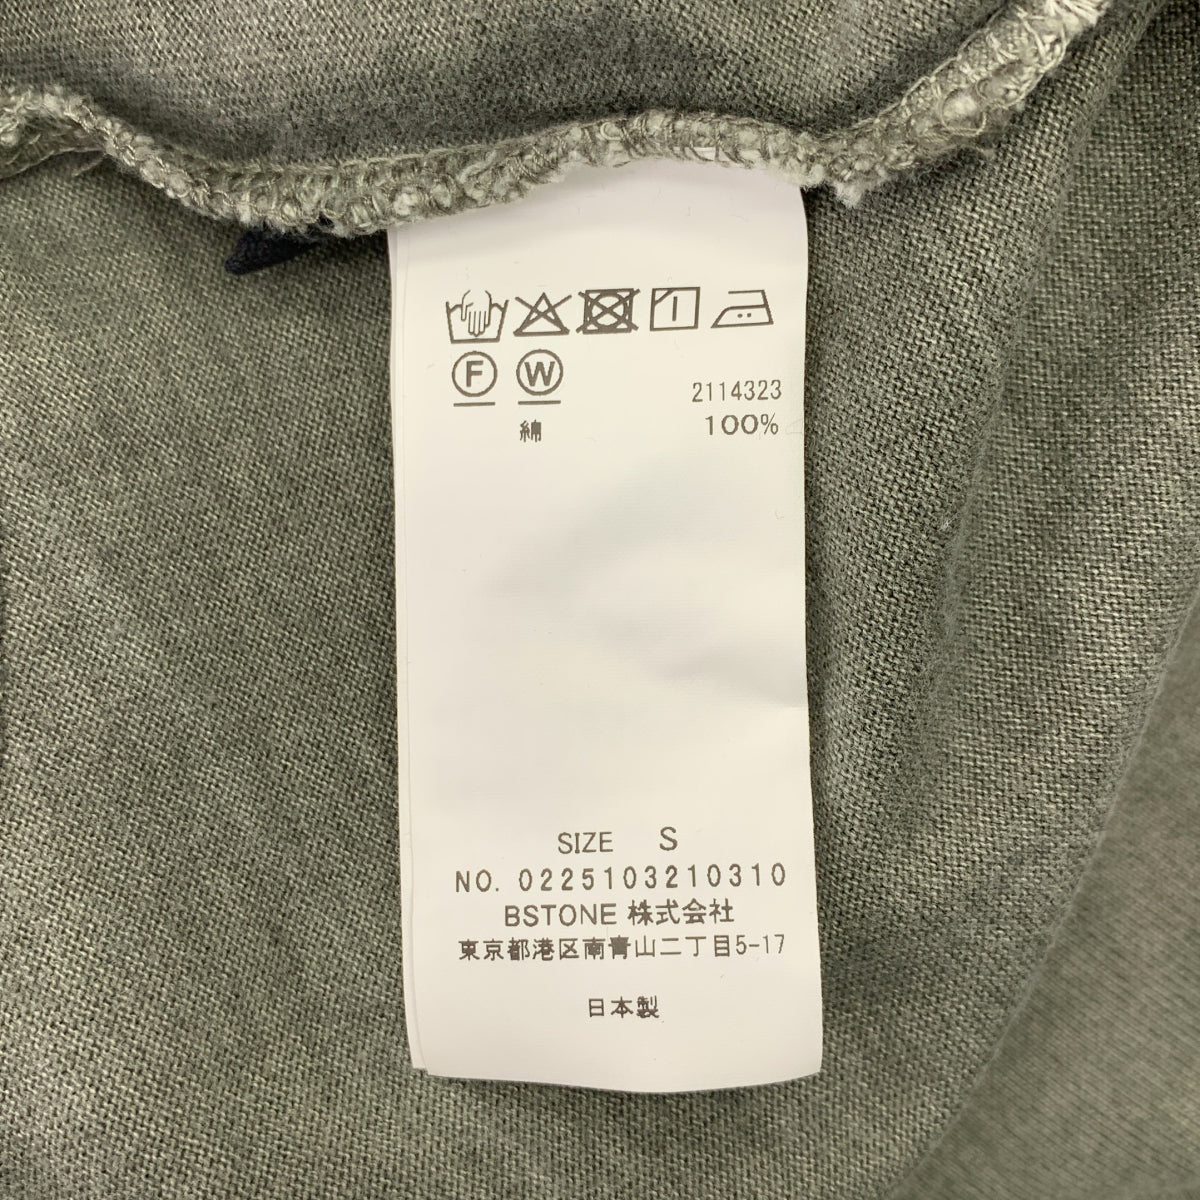 F W
2114323
綿 100%
SIZE S
NO. 0225103210310
BSTONE 株式会社
東京都港区南青山二丁目5-17
日本製